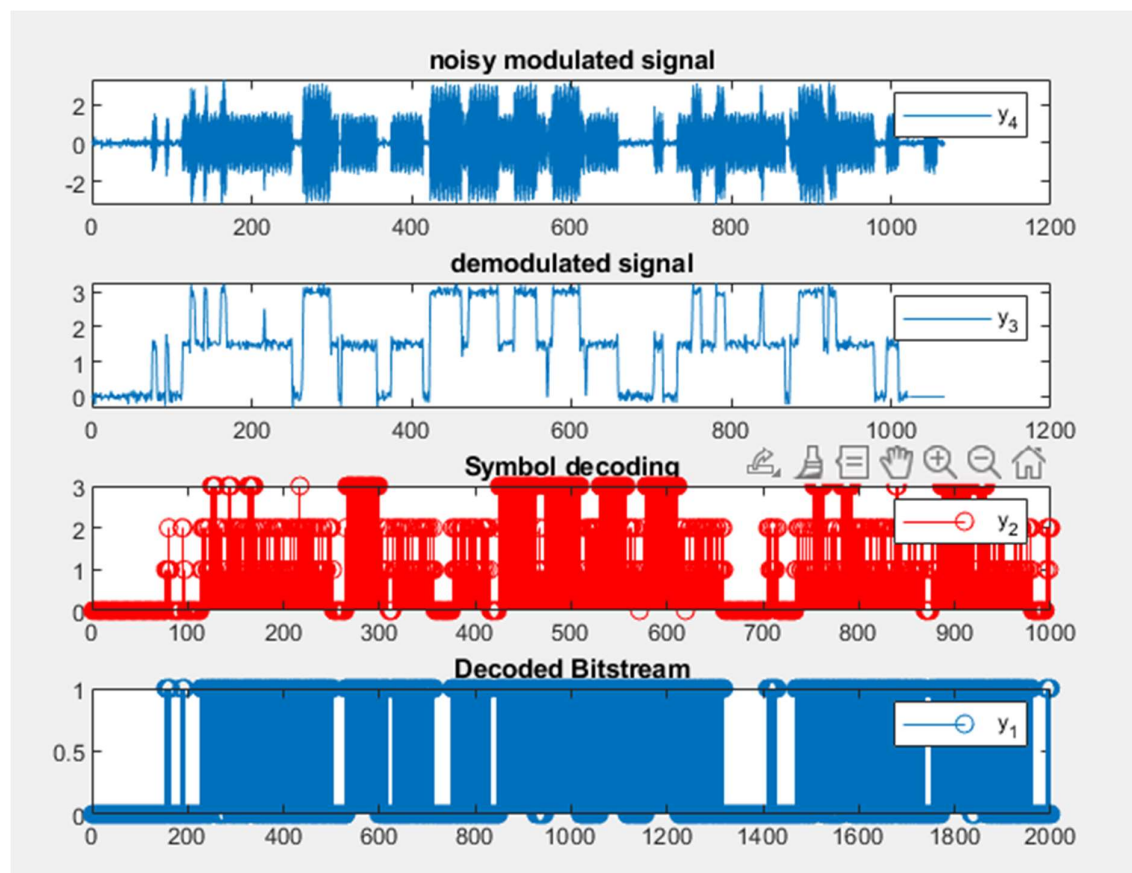 noisy modulated signal
2
0
-2
y4
0 200 400 600 800 1000 1200
demodulated signal
3
2
1
0
y3
0 200 400 600 800 1000 1200
Symbol decoding
3
2
1
0
y2
0 100 200 300 400 500 600 700 800 900 1000
Decoded Bitstream
1
0.5
0
y1
0 200 400 600 800 1000 1200 1400 1600 1800 2000